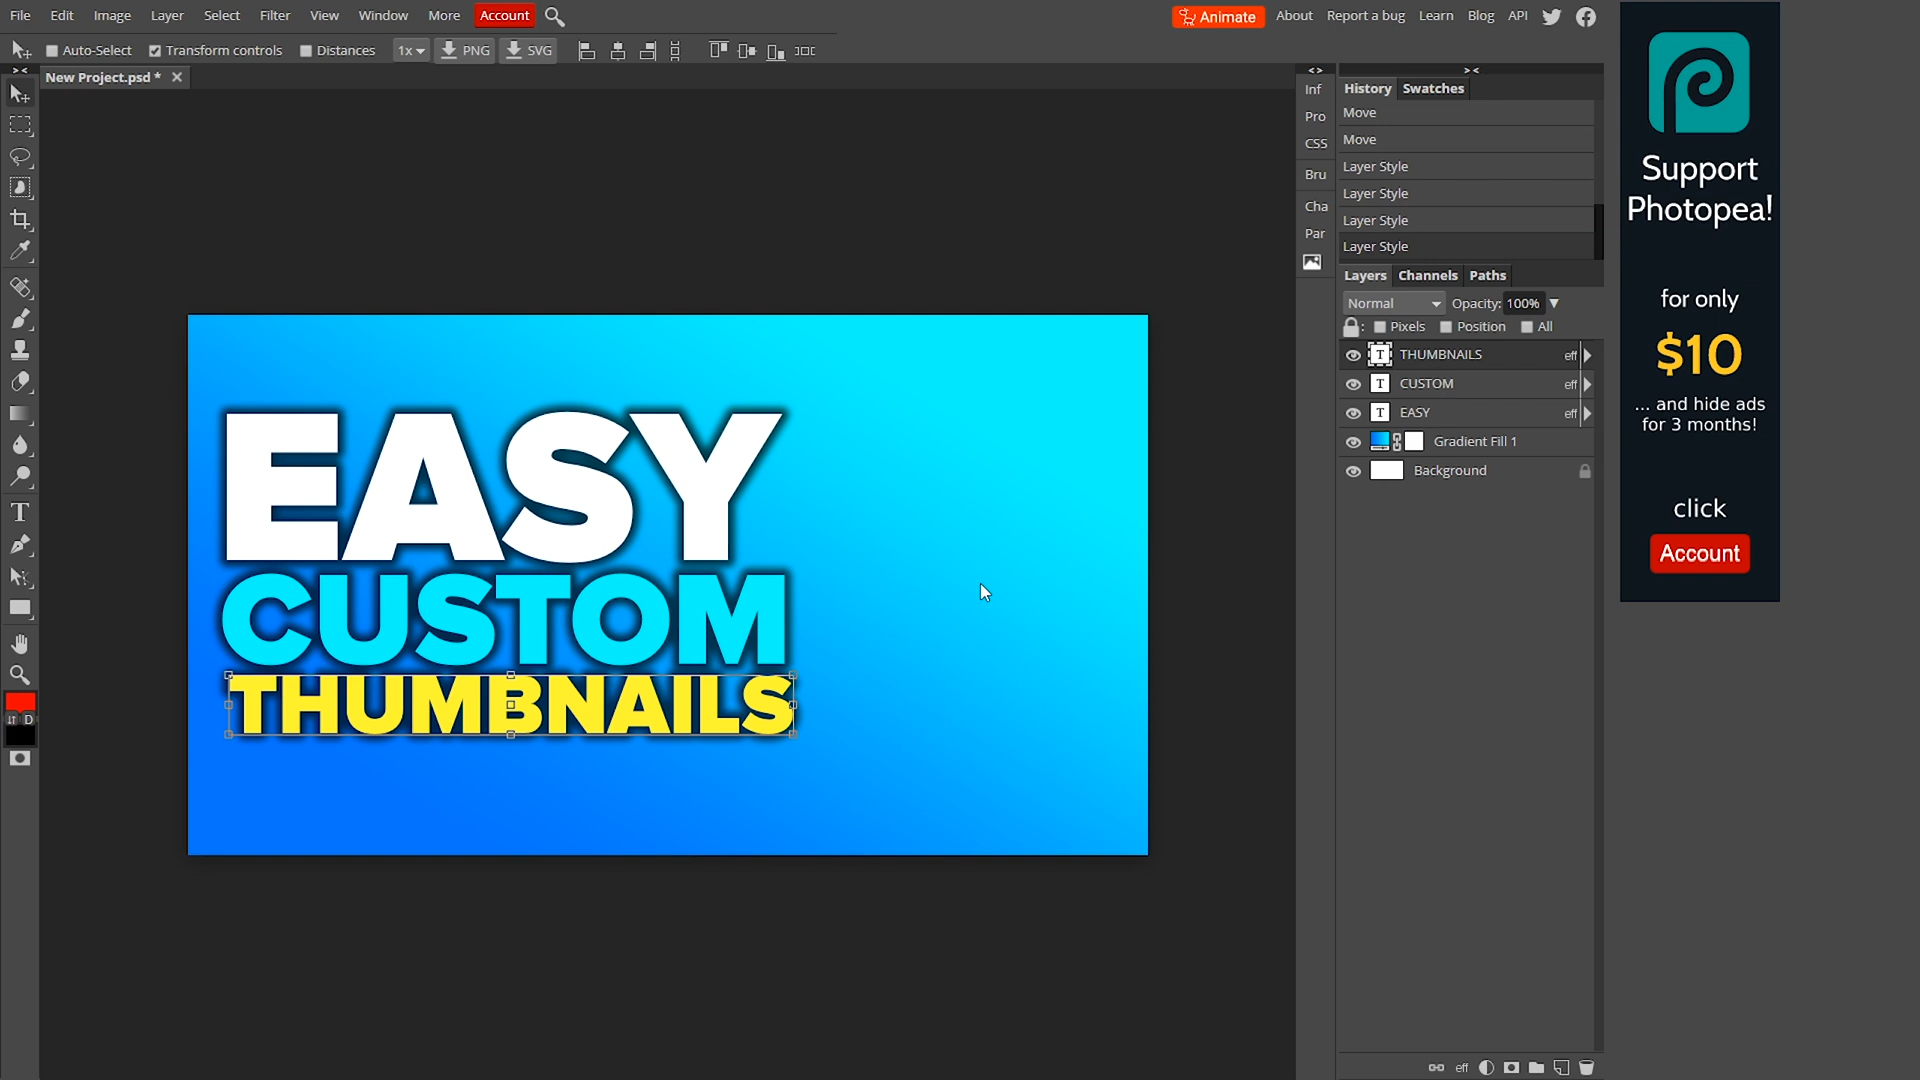 File Edit Image Layer Select Filter View Window More Account
Animate About Report a bug Learn Blog API
Auto-Select Transform controls Distances 1x PNG SVG
New Project.psd *
Inf
Pro
CSS
Bru
Cha
Par
History Swatches
Move
Move
Layer Style
Layer Style
Layer Style
Layer Style
Layers Channels Paths
Normal Opacity: 100%
: Pixels Position All
T THUMBNAILS eff
T CUSTOM eff
T EASY eff
Gradient Fill 1
Background
eff
T
D
EASY
CUSTOM
THUMBNAILS
Support
Photopea!
for only
$10
... and hide ads
for 3 months!
click
Account